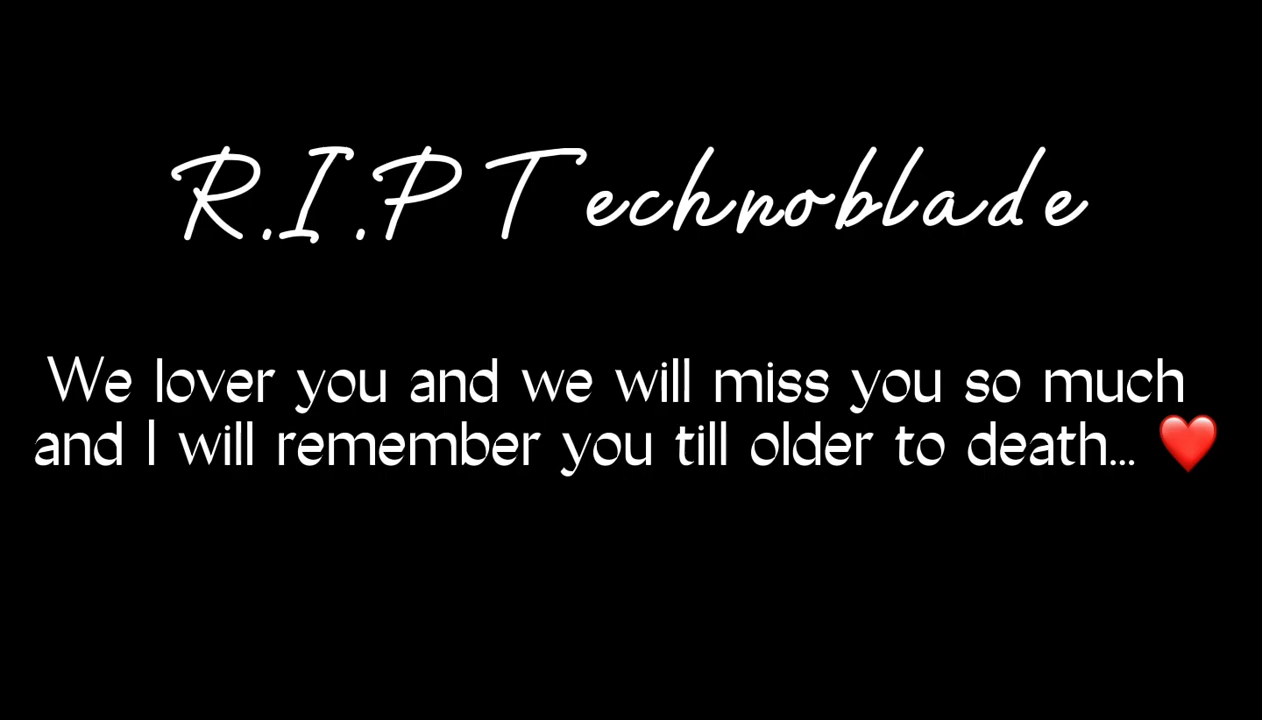 R.I.P Technoblade
We lover you and we will miss you so much
and I will remember you till older to death... ❤️